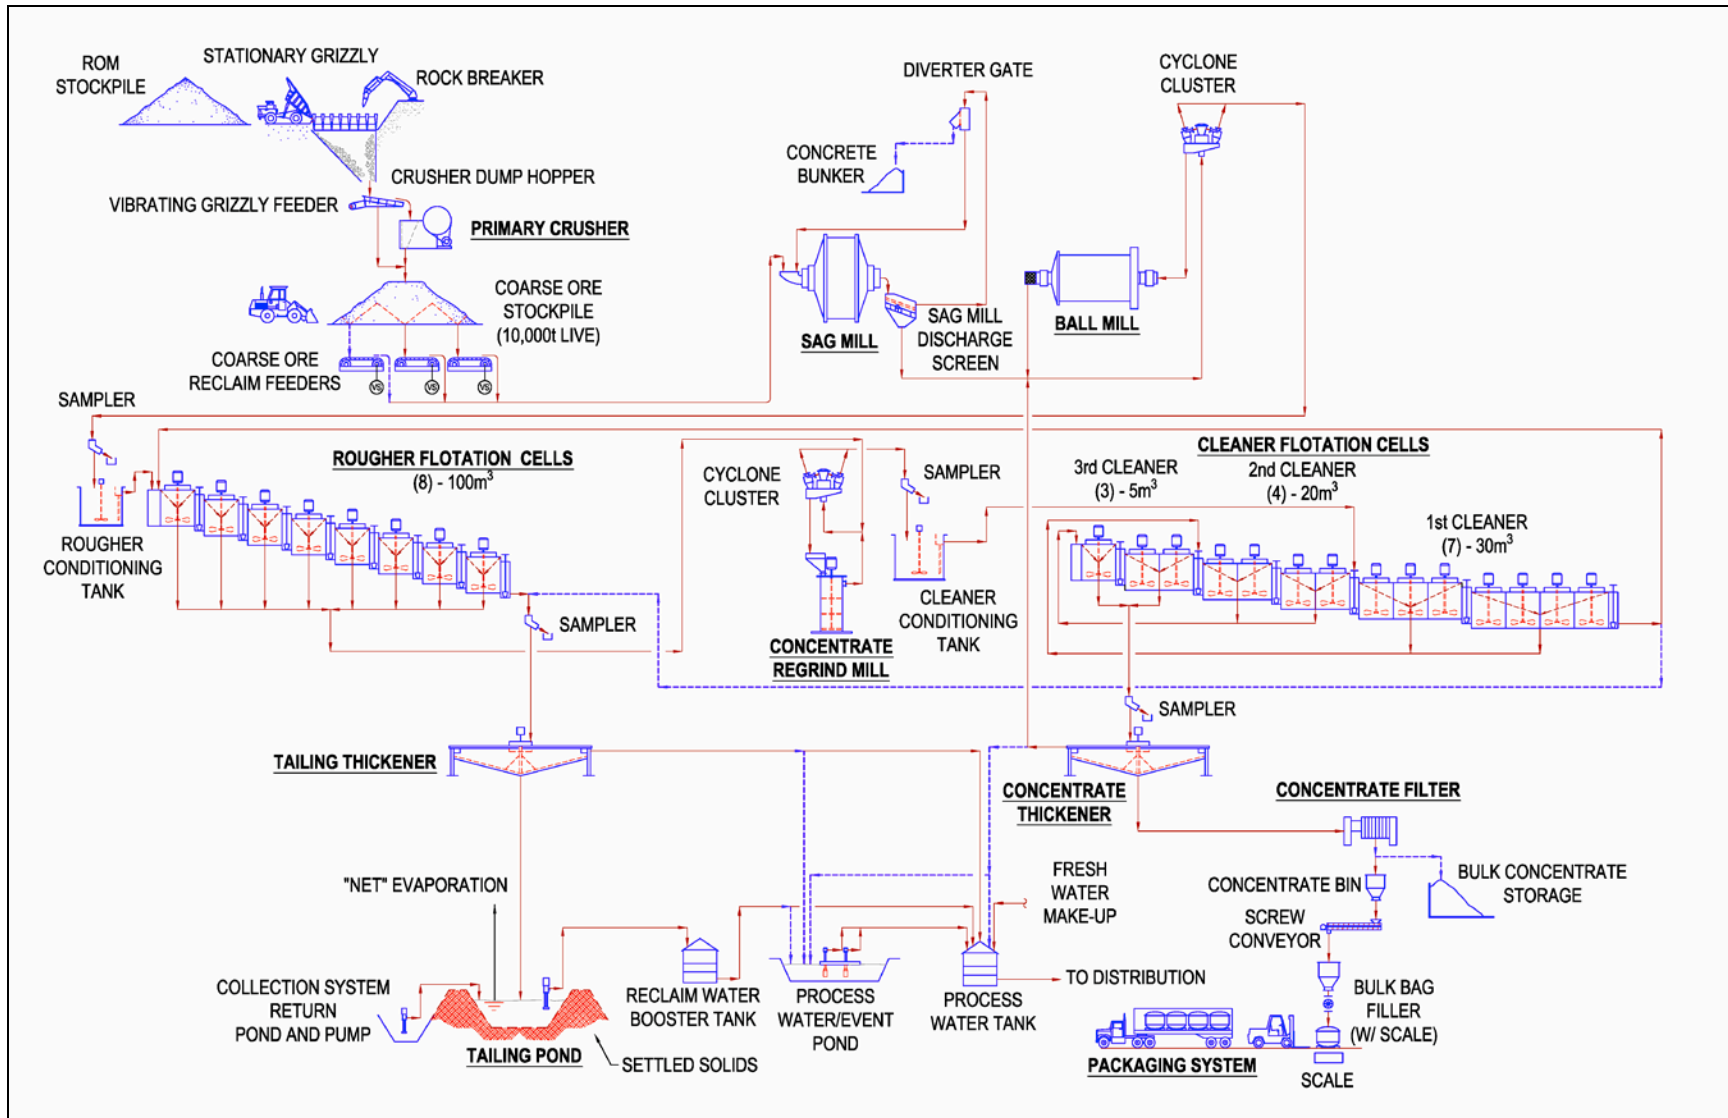 ROM
STOCKPILE
STATIONARY GRIZZLY
ROCK BREAKER
CRUSHER DUMP HOPPER
VIBRATING GRIZZLY FEEDER
PRIMARY CRUSHER
COARSE ORE
STOCKPILE
(10,000t LIVE)
COARSE ORE
RECLAIM FEEDERS
VS
VS
VS
DIVERTER GATE
CONCRETE
BUNKER
CYCLONE
CLUSTER
SAG MILL
SAG MILL
DISCHARGE
SCREEN
BALL MILL
SAMPLER
ROUGHER FLOTATION CELLS
(8) - 100m³
ROUGHER
CONDITIONING
TANK
SAMPLER
CYCLONE
CLUSTER
SAMPLER
CONCENTRATE
REGRIND MILL
CLEANER
CONDITIONING
TANK
CLEANER FLOTATION CELLS
3rd CLEANER
(3) - 5m³
2nd CLEANER
(4) - 20m³
1st CLEANER
(7) - 30m³
SAMPLER
TAILING THICKENER
CONCENTRATE
THICKENER
CONCENTRATE FILTER
"NET" EVAPORATION
FRESH
WATER
MAKE-UP
CONCENTRATE BIN
BULK CONCENTRATE
STORAGE
SCREW
CONVEYOR
COLLECTION SYSTEM
RETURN
POND AND PUMP
TAILING POND
SETTLED SOLIDS
RECLAIM WATER
BOOSTER TANK
PROCESS
WATER/EVENT
POND
PROCESS
WATER TANK
TO DISTRIBUTION
BULK BAG
FILLER
(W/ SCALE)
PACKAGING SYSTEM
SCALE